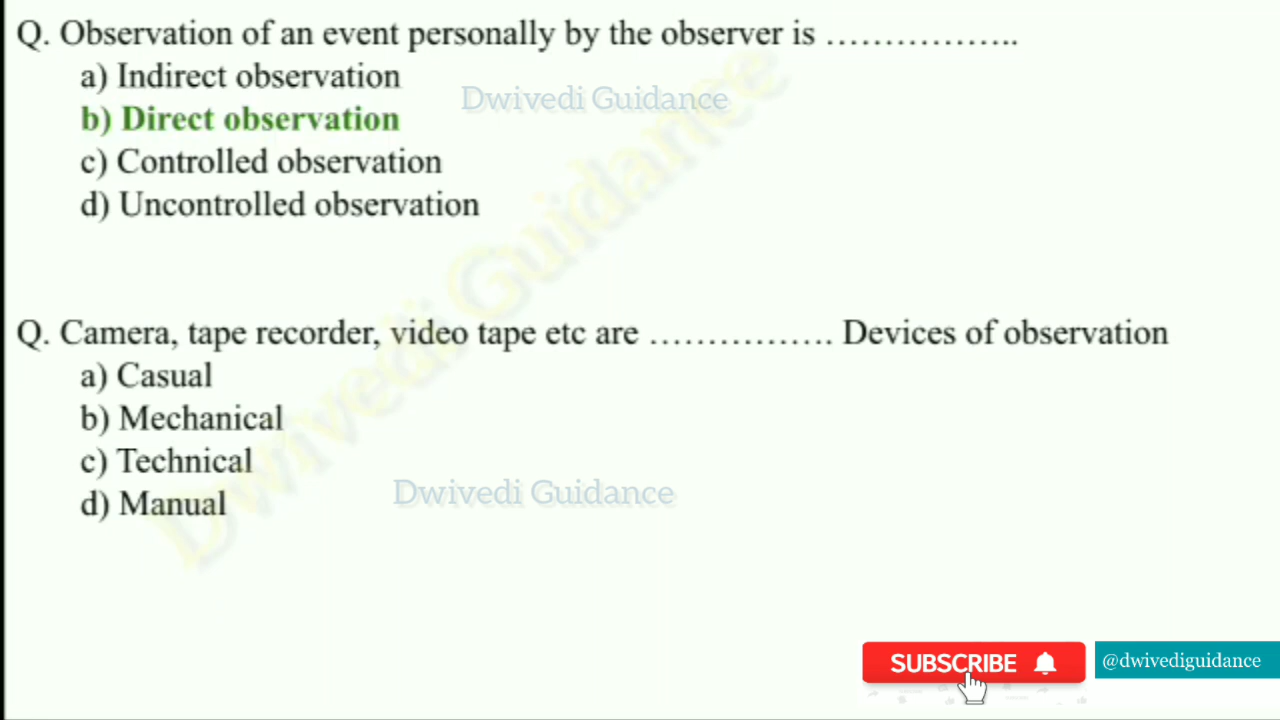 Q. Observation of an event personally by the observer is ………………..
a) Indirect observation
Dwivedi Guidance
b) Direct observation
c) Controlled observation
d) Uncontrolled observation
Dwivedi Guidance
Q. Camera, tape recorder, video tape etc are ……………. Devices of observation
a) Casual
b) Mechanical
c) Technical
Dwivedi Guidance
d) Manual
SUBSCRIBE
@dwivediguidance